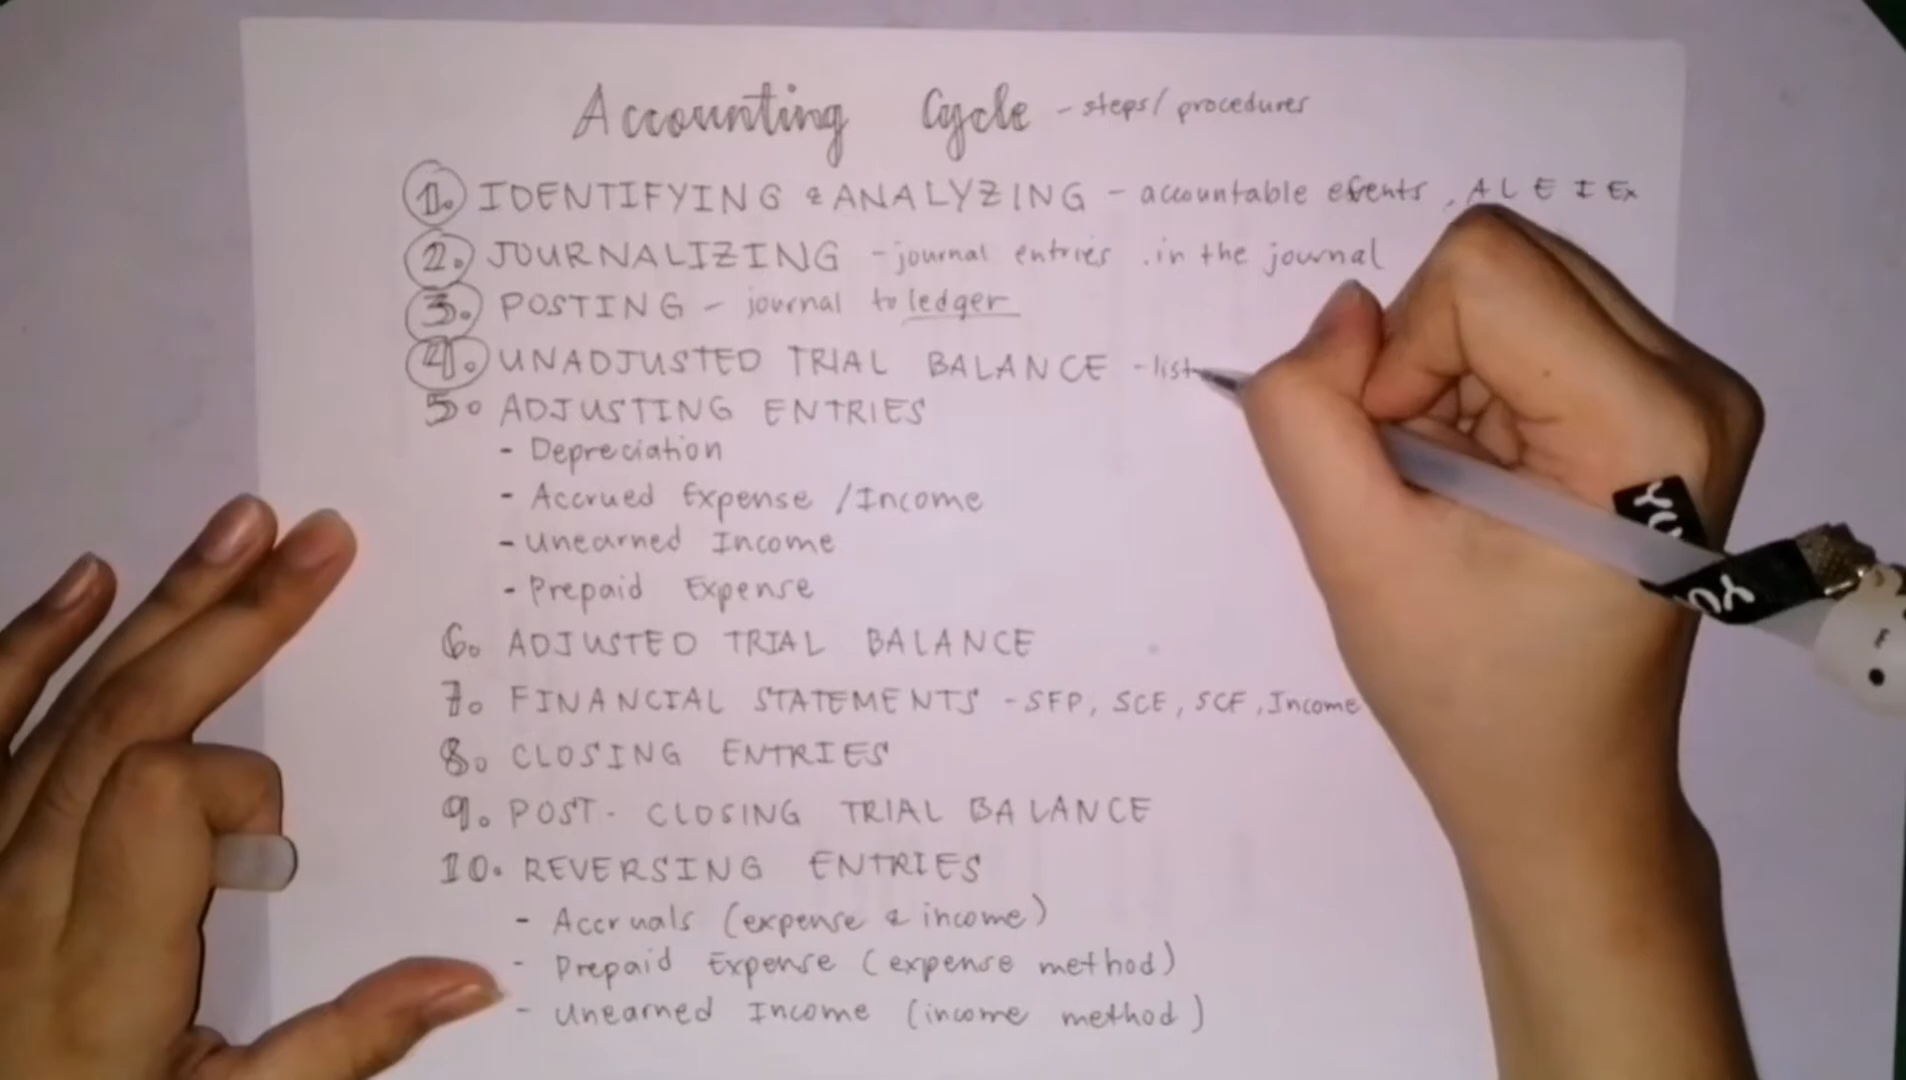 Accounting Cycle - steps/procedures
1. IDENTIFYING & ANALYZING - accountable events, A L E I Ex
2. JOURNALIZING - journal entries . in the journal
3. POSTING - journal to ledger
4. UNADJUSTED TRIAL BALANCE - list
5. ADJUSTING ENTRIES
- Depreciation
- Accrued Expense /Income
- Unearned Income
- Prepaid Expense
6. ADJUSTED TRIAL BALANCE
7. FINANCIAL STATEMENTS - SFP, SCE, SCF, Income
8. CLOSING ENTRIES
9. POST-CLOSING TRIAL BALANCE
10. REVERSING ENTRIES
- Accruals (expense & income)
- Prepaid Expense (expense method)
- Unearned Income (income method)